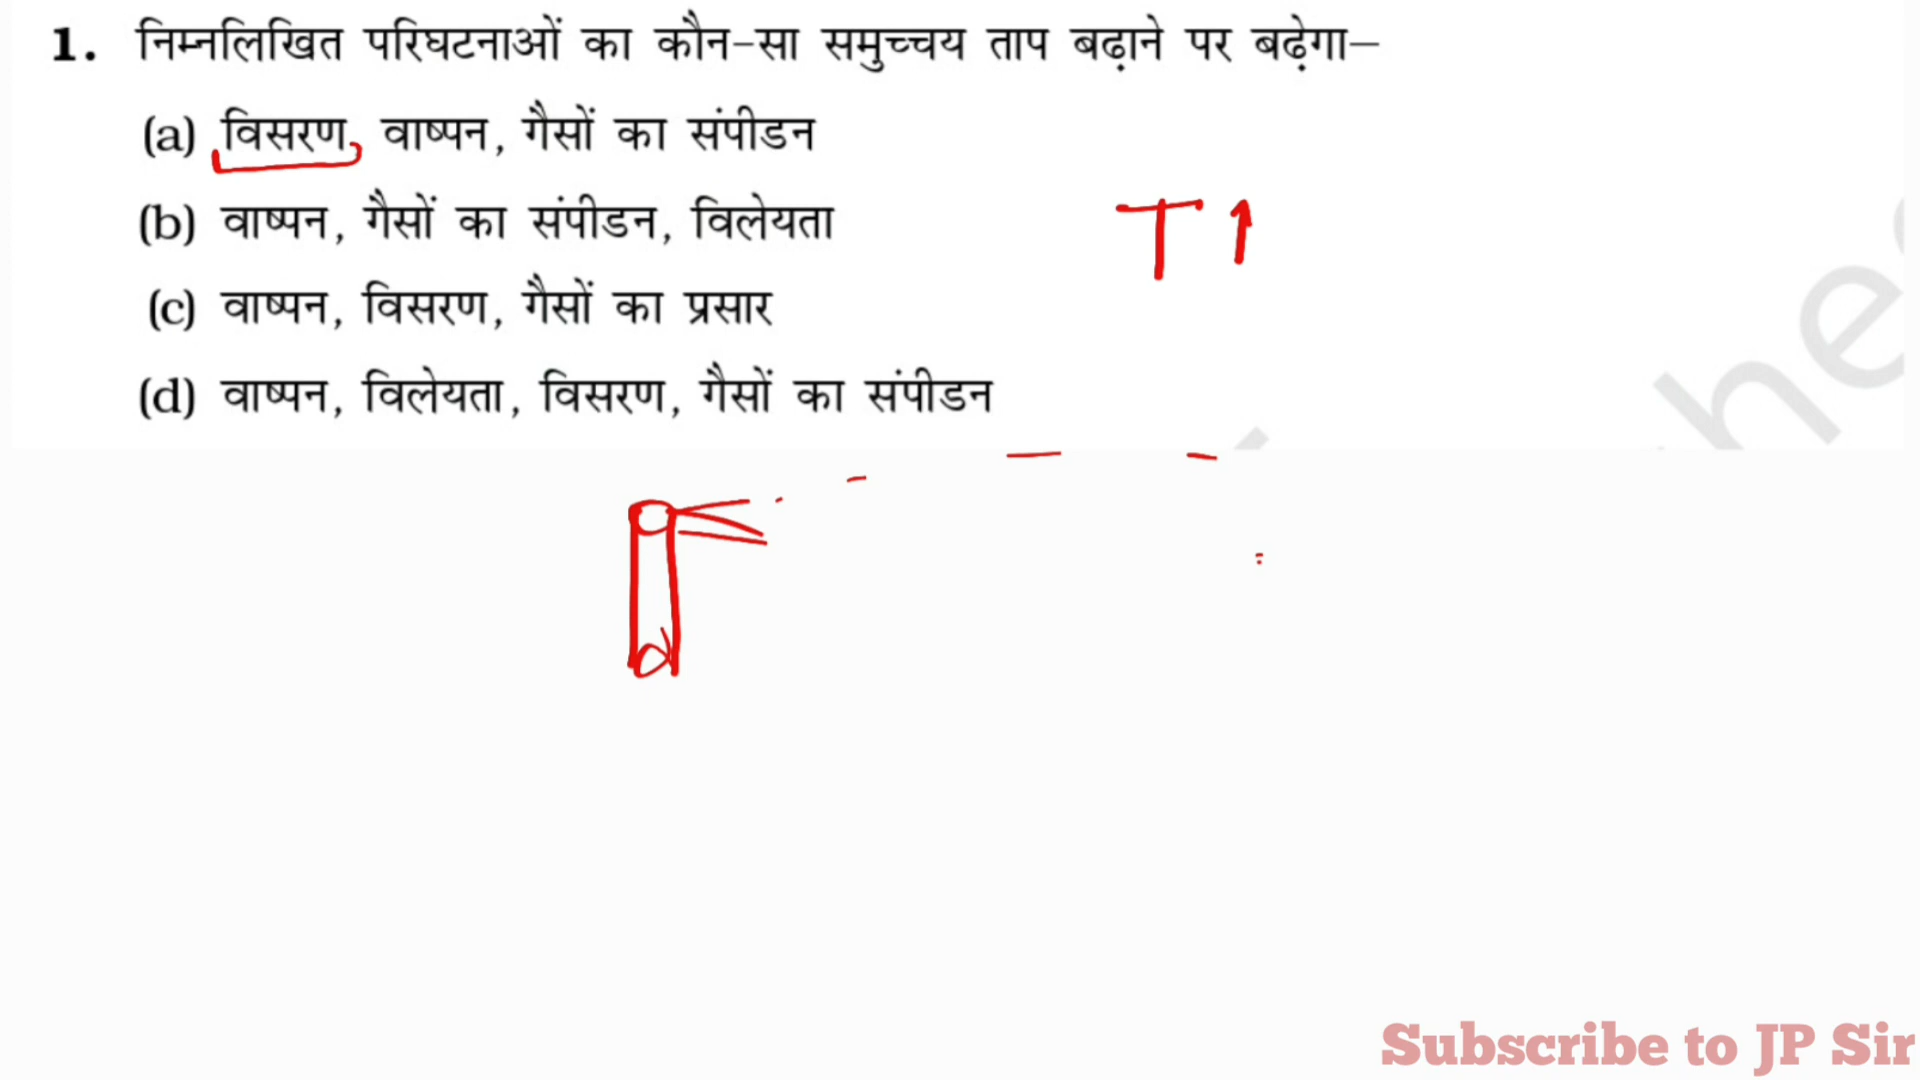 1. निम्नलिखित परिघटनाओं का कौन-सा समुच्चय ताप बढ़ाने पर बढ़ेगा—
(a) विसरण, वाष्पन, गैसों का संपीडन
(b) वाष्पन, गैसों का संपीडन, विलेयता
T↑
(c) वाष्पन, विसरण, गैसों का प्रसार
(d) वाष्पन, विलेयता, विसरण, गैसों का संपीडन
he
Subscribe to JP Sir